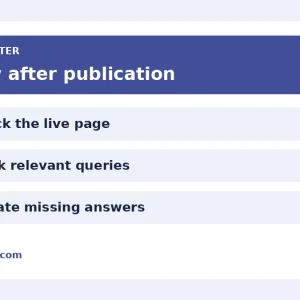 TER
after publication
ck the live page
k relevant queries
ate missing answers
.com